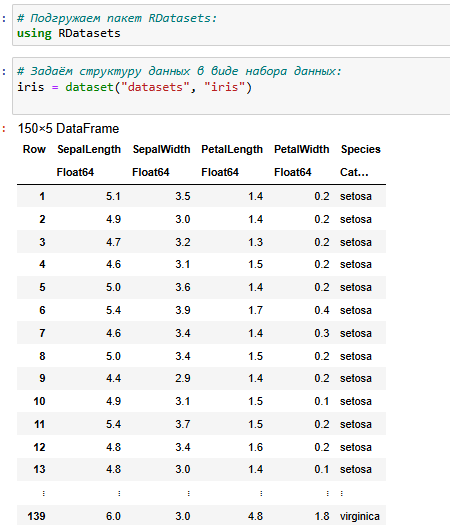 : # Подгружаем пакет RDatasets:
using RDatasets
: # Задаём структуру данных в виде набора данных:
iris = dataset("datasets", "iris")
: 150×5 DataFrame
Row SepalLength SepalWidth PetalLength PetalWidth Species
Float64 Float64 Float64 Float64 Cat…
1 5.1 3.5 1.4 0.2 setosa
2 4.9 3.0 1.4 0.2 setosa
3 4.7 3.2 1.3 0.2 setosa
4 4.6 3.1 1.5 0.2 setosa
5 5.0 3.6 1.4 0.2 setosa
6 5.4 3.9 1.7 0.4 setosa
7 4.6 3.4 1.4 0.3 setosa
8 5.0 3.4 1.5 0.2 setosa
9 4.4 2.9 1.4 0.2 setosa
10 4.9 3.1 1.5 0.1 setosa
11 5.4 3.7 1.5 0.2 setosa
12 4.8 3.4 1.6 0.2 setosa
13 4.8 3.0 1.4 0.1 setosa
⋮ ⋮ ⋮ ⋮ ⋮ ⋮
139 6.0 3.0 4.8 1.8 virginica